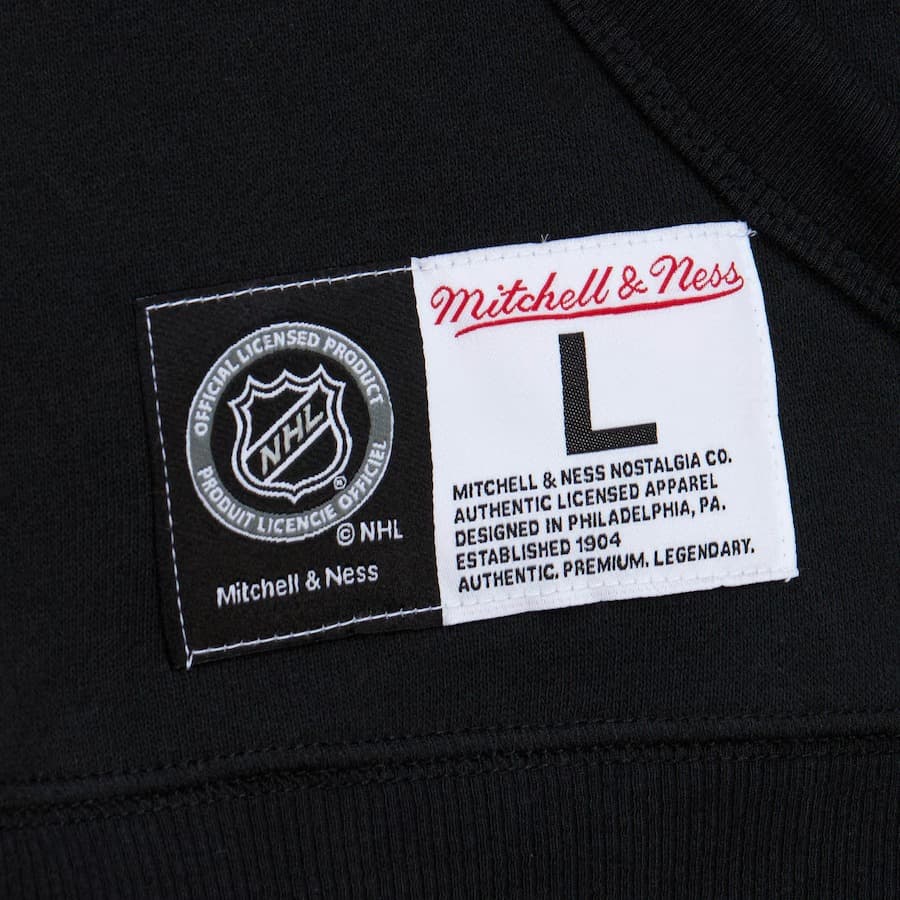 OFFICIAL LICENSED PRODUCT
NHL
®
PRODUIT LICENCIE OFFICIEL
© NHL
Mitchell & Ness
Mitchell & Ness
L
MITCHELL & NESS NOSTALGIA CO.
AUTHENTIC LICENSED APPAREL
DESIGNED IN PHILADELPHIA, PA.
ESTABLISHED 1904
AUTHENTIC. PREMIUM. LEGENDARY.